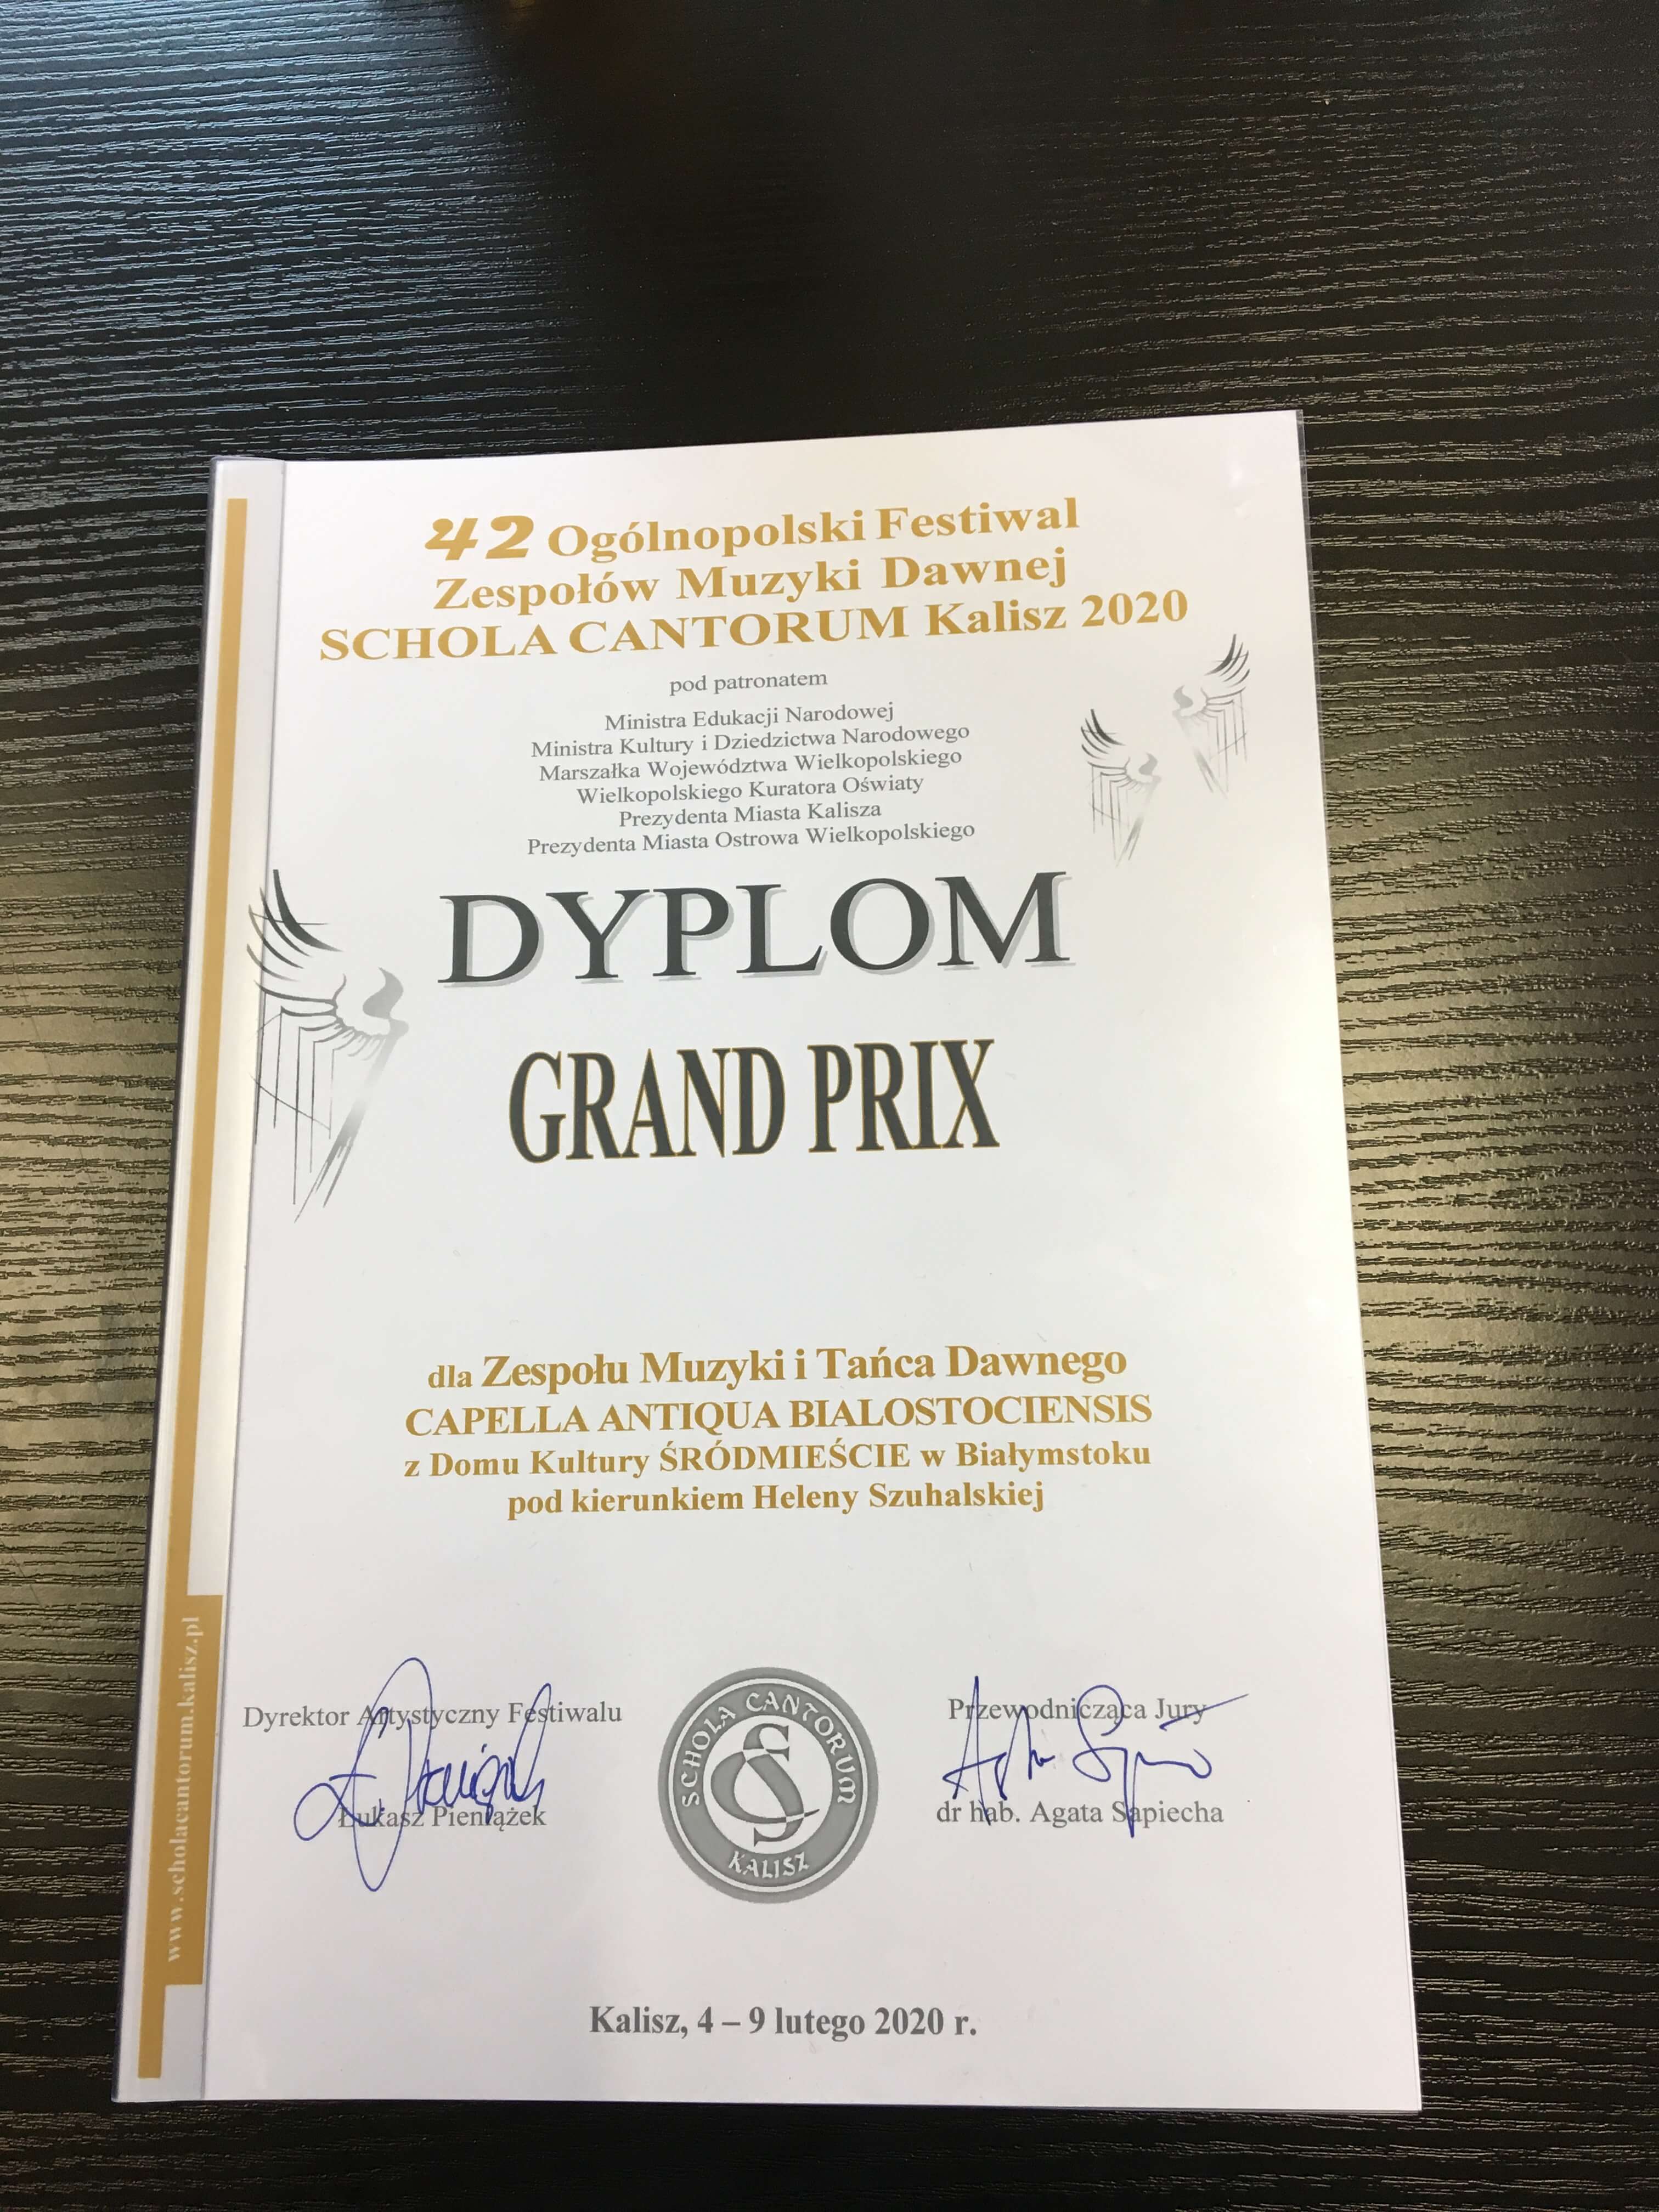 42 Ogólnopolski Festiwal
Zespołów Muzyki Dawnej
SCHOLA CANTORUM Kalisz 2020
pod patronatem
Ministra Edukacji Narodowej
Ministra Kultury i Dziedzictwa Narodowego
Marszałka Województwa Wielkopolskiego
Wielkopolskiego Kuratora Oświaty
Prezydenta Miasta Kalisza
Prezydenta Miasta Ostrowa Wielkopolskiego
DYPLOM
GRAND PRIX
dla Zespołu Muzyki i Tańca Dawnego
CAPELLA ANTIQUA BIALOSTOCIENSIS
z Domu Kultury ŚRÓDMIEŚCIE w Białymstoku
pod kierunkiem Heleny Szuhalskiej
Dyrektor Artystyczny Festiwalu
Łukasz Pieniążek
SCHOLA CANTORUM
KALISZ
Przewodnicząca Jury
dr hab. Agata Sapiecha
www.scholacantorum.kalisz.pl
Kalisz, 4 – 9 lutego 2020 r.